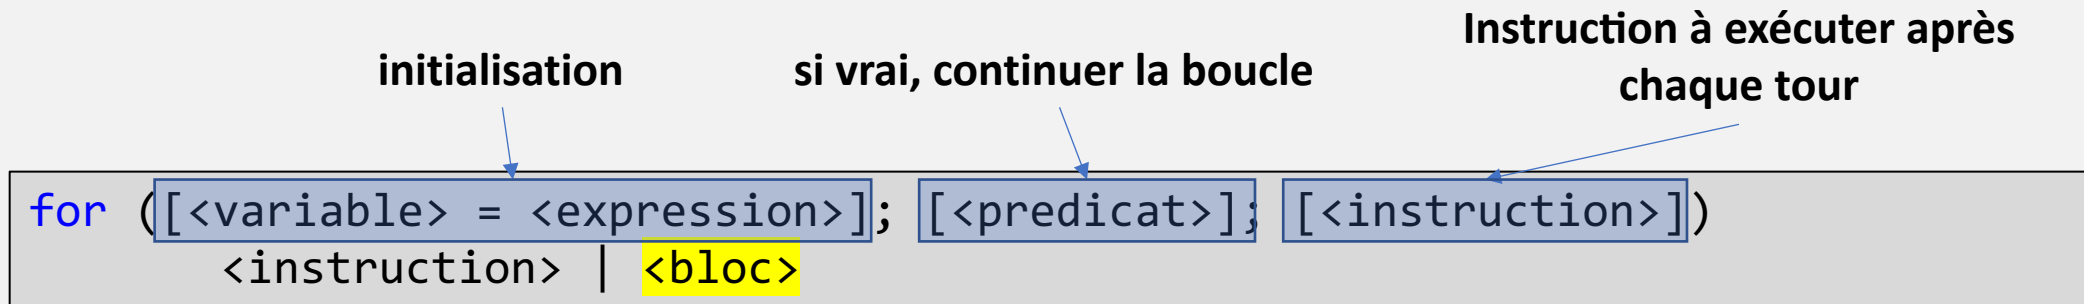 initialisation
si vrai, continuer la boucle
Instruction à exécuter après
chaque tour
for ([<variable> = <expression>]; [<predicat>]; [<instruction>])
<instruction> | <bloc>